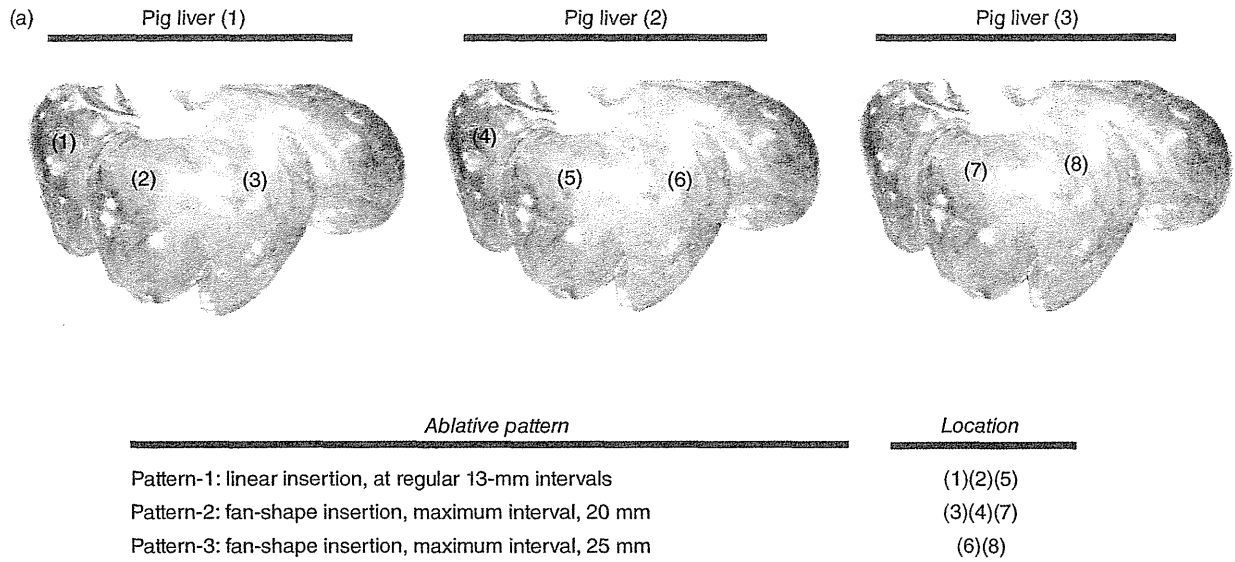 (a)
Pig liver (1) Pig liver (2) Pig liver (3)
(1) (2) (3) (4) (5) (6) (7) (8)
Ablative pattern Location
Pattern-1: linear insertion, at regular 13-mm intervals (1)(2)(5)
Pattern-2: fan-shape insertion, maximum interval, 20 mm (3)(4)(7)
Pattern-3: fan-shape insertion, maximum interval, 25 mm (6)(8)